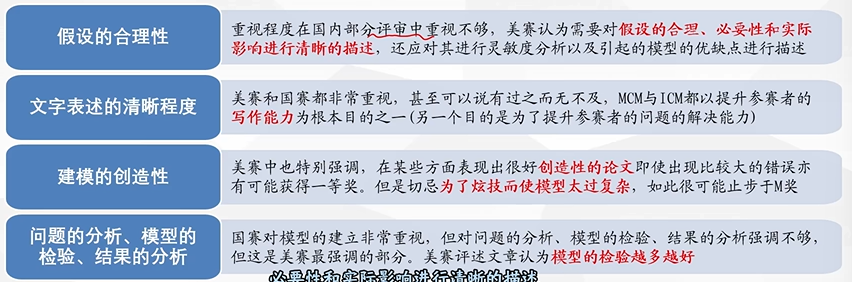 假设的合理性
重视程度在国内部分评审中重视不够，美赛认为需要对假设的合理、必要性和实际
影响进行清晰的描述，还应对其进行灵敏度分析以及引起的模型的优缺点进行描述
文字表述的清晰程度
美赛和国赛都非常重视，甚至可以说有过之而无不及，MCM与ICM都以提升参赛者的
写作能力为根本目的之一(另一个目的是为了提升参赛者的问题的解决能力)
建模的创造性
美赛中也特别强调，在某些方面表现出很好创造性的论文即使出现比较大的错误亦
有可能获得一等奖。但是切忌为了炫技而使模型太过复杂，如此很可能止步于M奖
问题的分析、模型的
检验、结果的分析
国赛对模型的建立非常重视，但对问题的分析、模型的检验、结果的分析强调不够，
但这是美赛最强调的部分。美赛评述文章认为模型的检验越多越好
必要性和实际影响进行清晰的描述